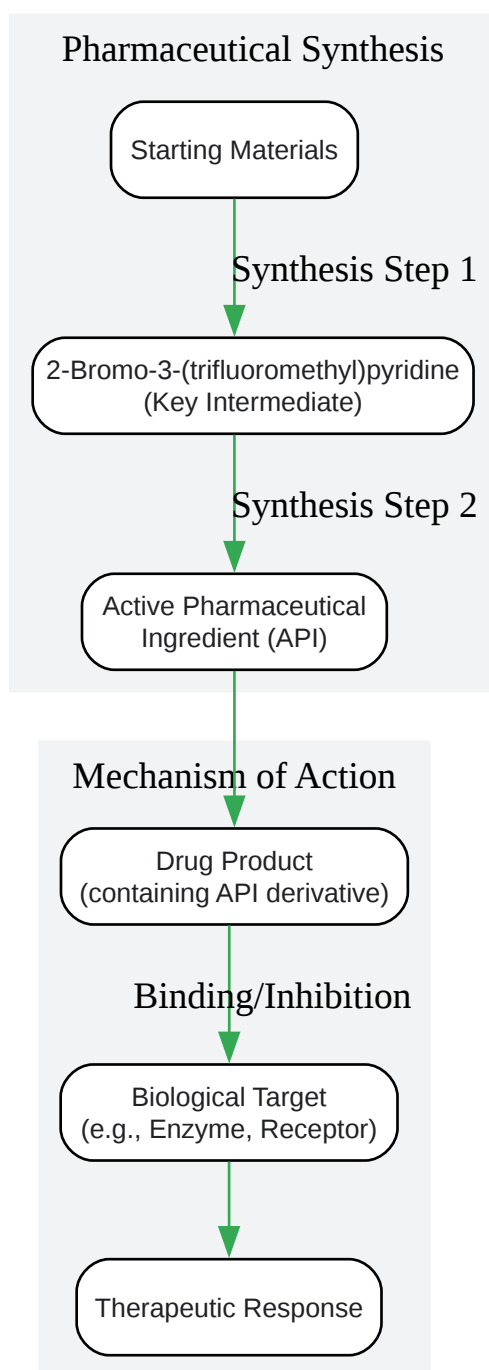 Pharmaceutical Synthesis
Starting Materials
Synthesis Step 1
2-Bromo-3-(trifluoromethyl)pyridine
(Key Intermediate)
Synthesis Step 2
Active Pharmaceutical
Ingredient (API)
Mechanism of Action
Drug Product
(containing API derivative)
Binding/Inhibition
Biological Target
(e.g., Enzyme, Receptor)
Therapeutic Response